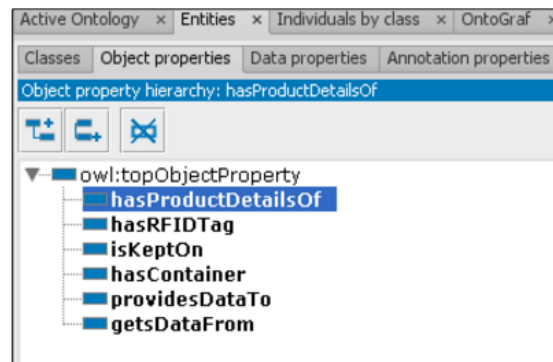 Active Ontology × Entities × Individuals by class × OntoGraf ×
Classes Object properties Data properties Annotation properties
Object property hierarchy: hasProductDetailsOf
owl:topObjectProperty
hasProductDetailsOf
hasRFIDTag
isKeptOn
hasContainer
providesDataTo
getsDataFrom